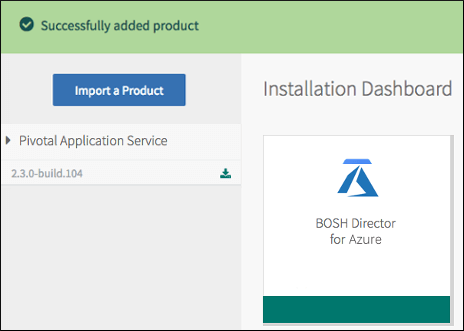 Successfully added product
Import a Product
Installation Dashboard
Pivotal Application Service
2.3.0-build.104
BOSH Director
for Azure